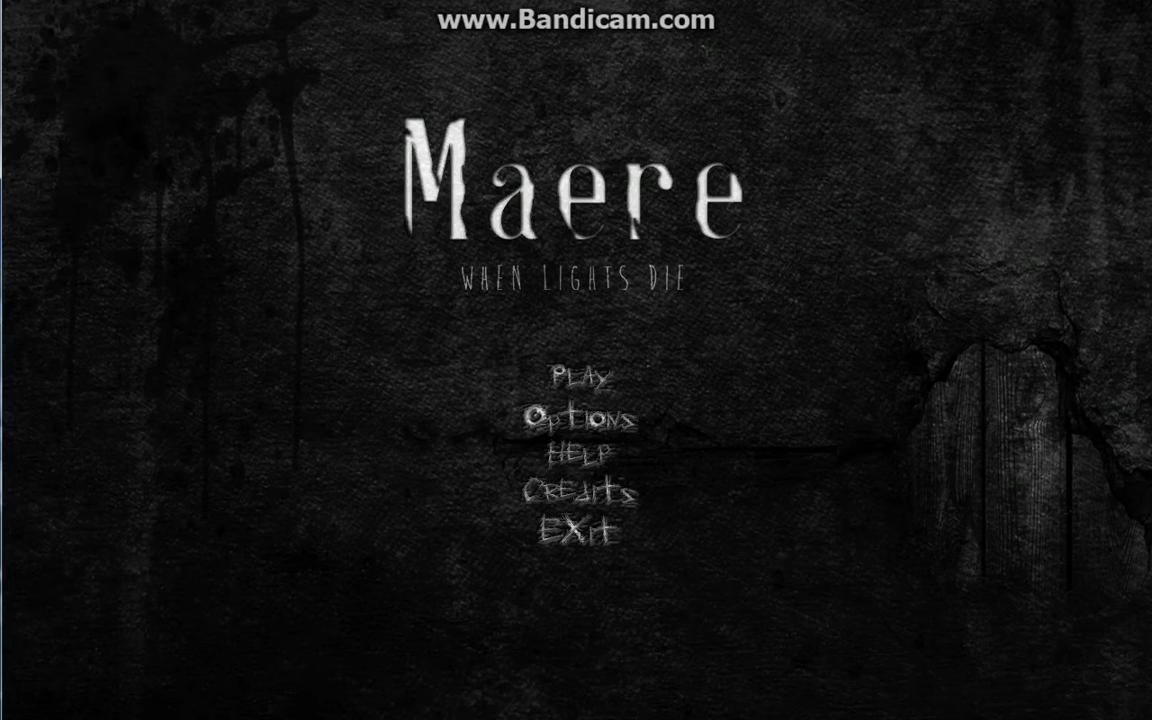 www.Bandicam.com
Maere
WHEN LIGHTS DIE
PLAY
OptiONS
HELP
CREditS
EXit